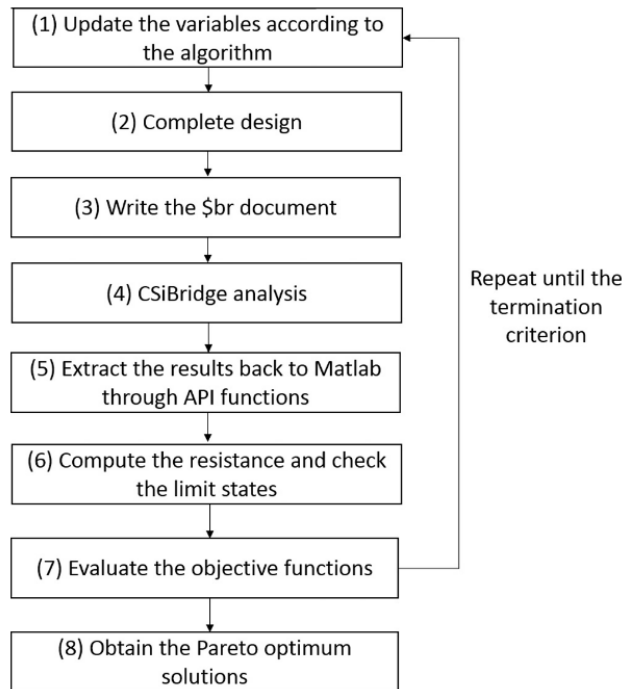 (1) Update the variables according to
the algorithm
(2) Complete design
(3) Write the $br document
(4) CSiBridge analysis
(5) Extract the results back to Matlab
through API functions
(6) Compute the resistance and check
the limit states
(7) Evaluate the objective functions
(8) Obtain the Pareto optimum
solutions
Repeat until the
termination
criterion